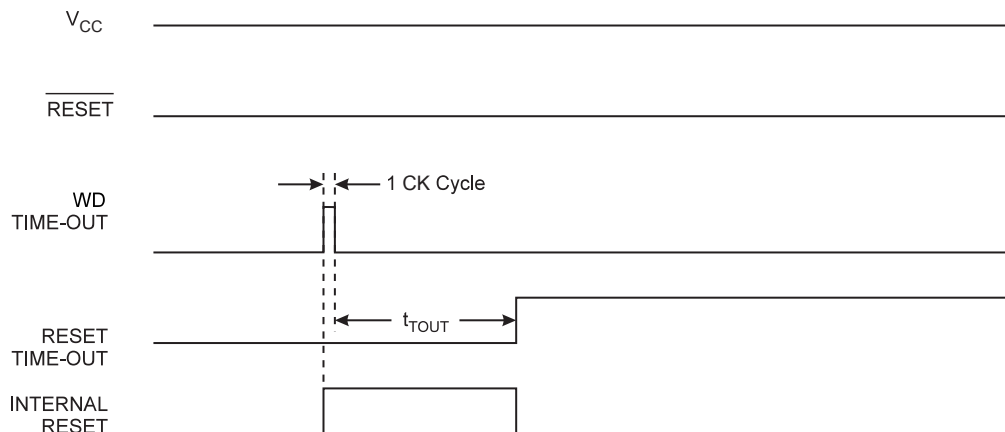 VCC
RESET
1 CK Cycle
WD
TIME-OUT
tTOUT
RESET
TIME-OUT
INTERNAL
RESET